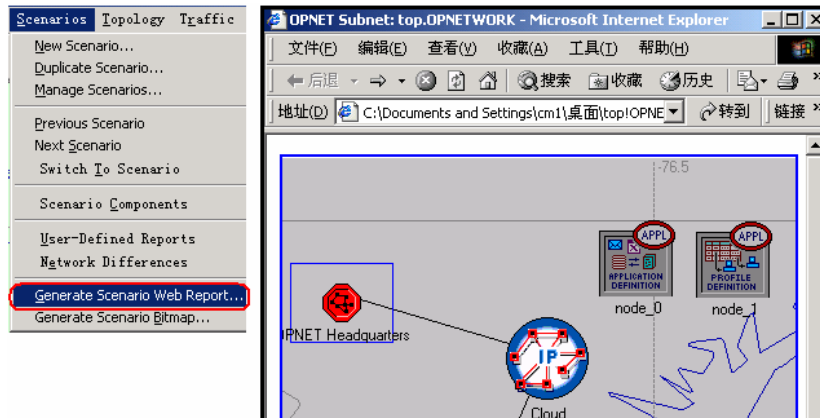 Scenarios Topology Traffic
New Scenario...
Duplicate Scenario...
Manage Scenarios...
Previous Scenario
Next Scenario
Switch To Scenario
Scenario Components
User-Defined Reports
Network Differences
Generate Scenario Web Report...
Generate Scenario Bitmap...
OPNET Subnet: top.OPNETWORK - Microsoft Internet Explorer
文件(F) 编辑(E) 查看(V) 收藏(A) 工具(T) 帮助(H)
后退 搜索 收藏 历史 »
地址(D) C:\Documents and Settings\cm1\桌面\top!OPNE 转到 链接 »
-76.5
APPL APPL
APPLICATION DEFINITION
PROFILE DEFINITION
node_0 node_1
PNET Headquarters
IP
Cloud